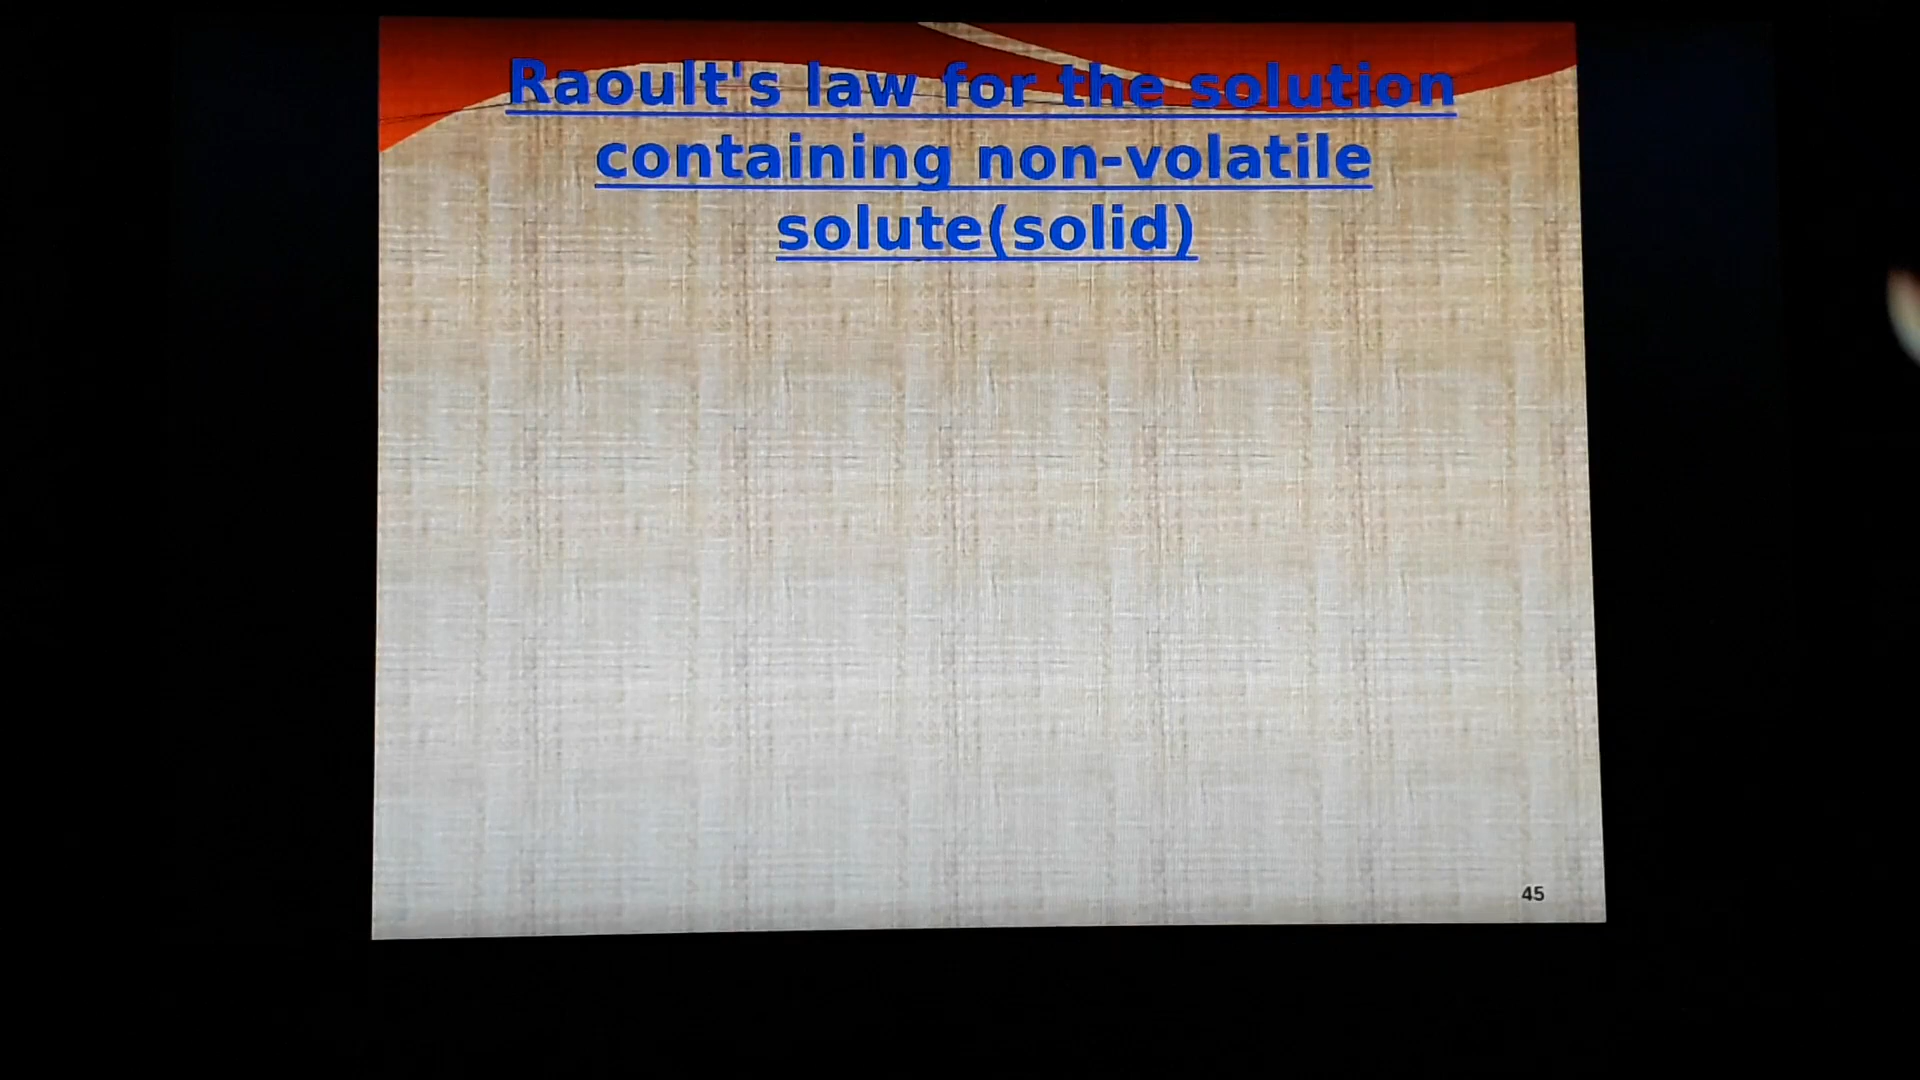 Raoult's law for the solution
containing non-volatile
solute(solid)
45